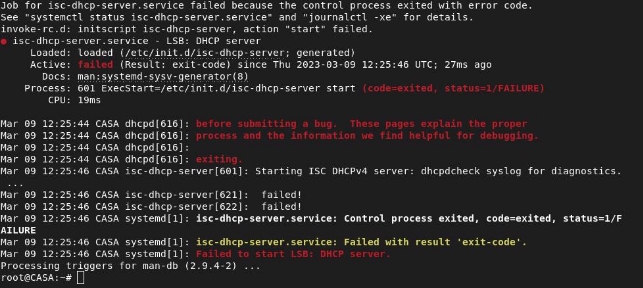 Job for isc-dhcp-server.service failed because the control process exited with error code.
See "systemctl status isc-dhcp-server.service" and "journalctl -xe" for details.
invoke-rc.d: initscript isc-dhcp-server, action "start" failed.
● isc-dhcp-server.service - LSB: DHCP server
Loaded: loaded (/etc/init.d/isc-dhcp-server; generated)
Active: failed (Result: exit-code) since Thu 2023-03-09 12:25:46 UTC; 27ms ago
Docs: man:systemd-sysv-generator(8)
Process: 601 ExecStart=/etc/init.d/isc-dhcp-server start (code=exited, status=1/FAILURE)
CPU: 19ms
Mar 09 12:25:44 CASA dhcpd[616]: before submitting a bug.  These pages explain the proper
Mar 09 12:25:44 CASA dhcpd[616]: process and the information we find helpful for debugging.
Mar 09 12:25:44 CASA dhcpd[616]:
Mar 09 12:25:44 CASA dhcpd[616]: exiting.
Mar 09 12:25:46 CASA isc-dhcp-server[601]: Starting ISC DHCPv4 server: dhcpdcheck syslog for diagnostics.
...
Mar 09 12:25:46 CASA isc-dhcp-server[621]:  failed!
Mar 09 12:25:46 CASA isc-dhcp-server[622]:  failed!
Mar 09 12:25:46 CASA systemd[1]: isc-dhcp-server.service: Control process exited, code=exited, status=1/F
AILURE
Mar 09 12:25:46 CASA systemd[1]: isc-dhcp-server.service: Failed with result 'exit-code'.
Mar 09 12:25:46 CASA systemd[1]: Failed to start LSB: DHCP server.
Processing triggers for man-db (2.9.4-2) ...
root@CASA:~#